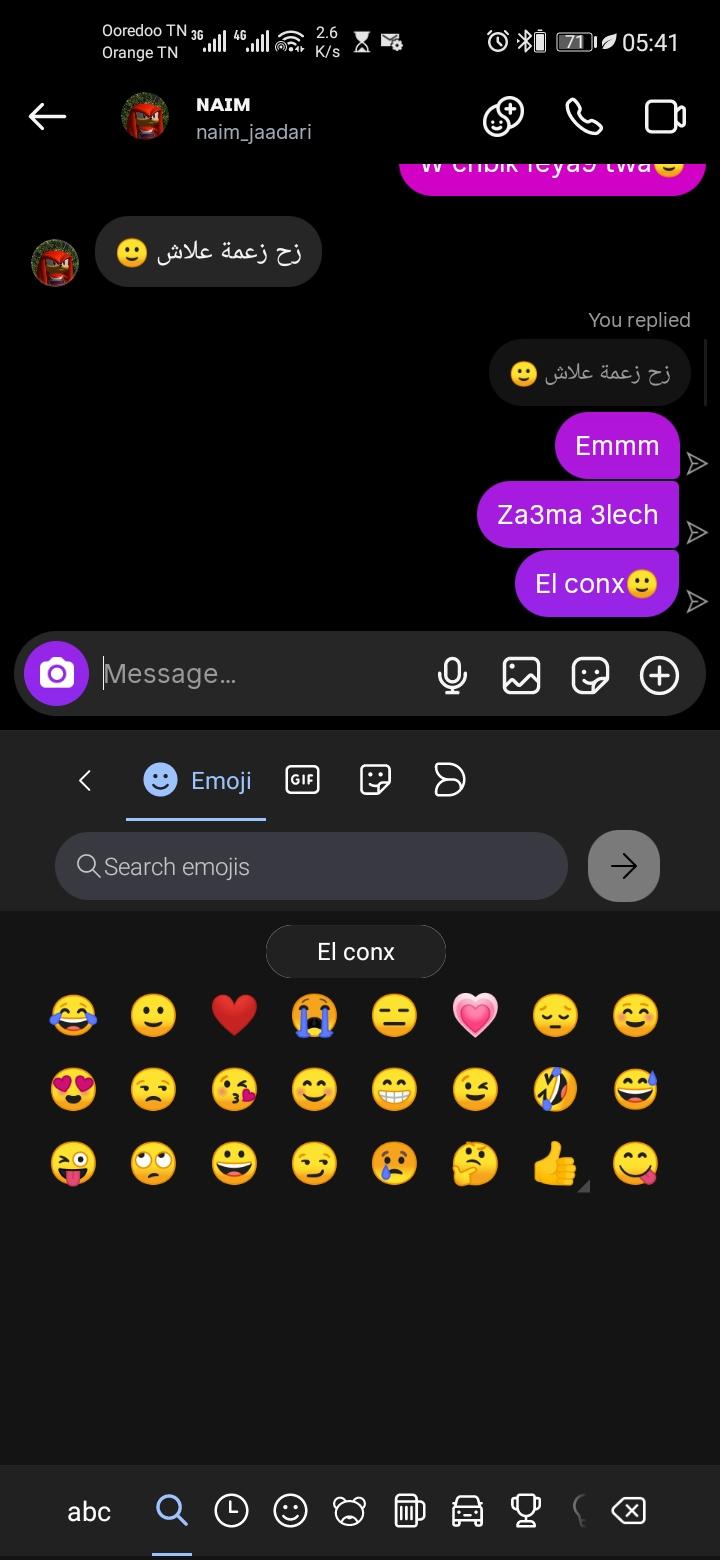 Ooredoo TN 3G 4G 2.6 71 05:41
Orange TN K/s
NAIM
naim_jaadari
W chbik feya9 twa🙂
زح زعمة علاش 🙂
You replied
زح زعمة علاش 🙂
Emmm
Za3ma 3lech
El conx🙂
Message...
Emoji GIF
Search emojis
El conx
abc